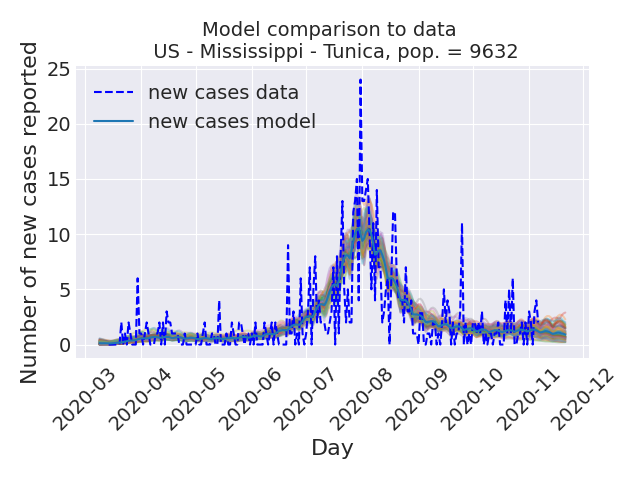 Model comparison to data
US - Mississippi - Tunica, pop. = 9632
Number of new cases reported
25
20
15
10
5
0
new cases data
new cases model
2020-03
2020-04
2020-05
2020-06
2020-07
2020-08
2020-09
2020-10
2020-11
2020-12
Day